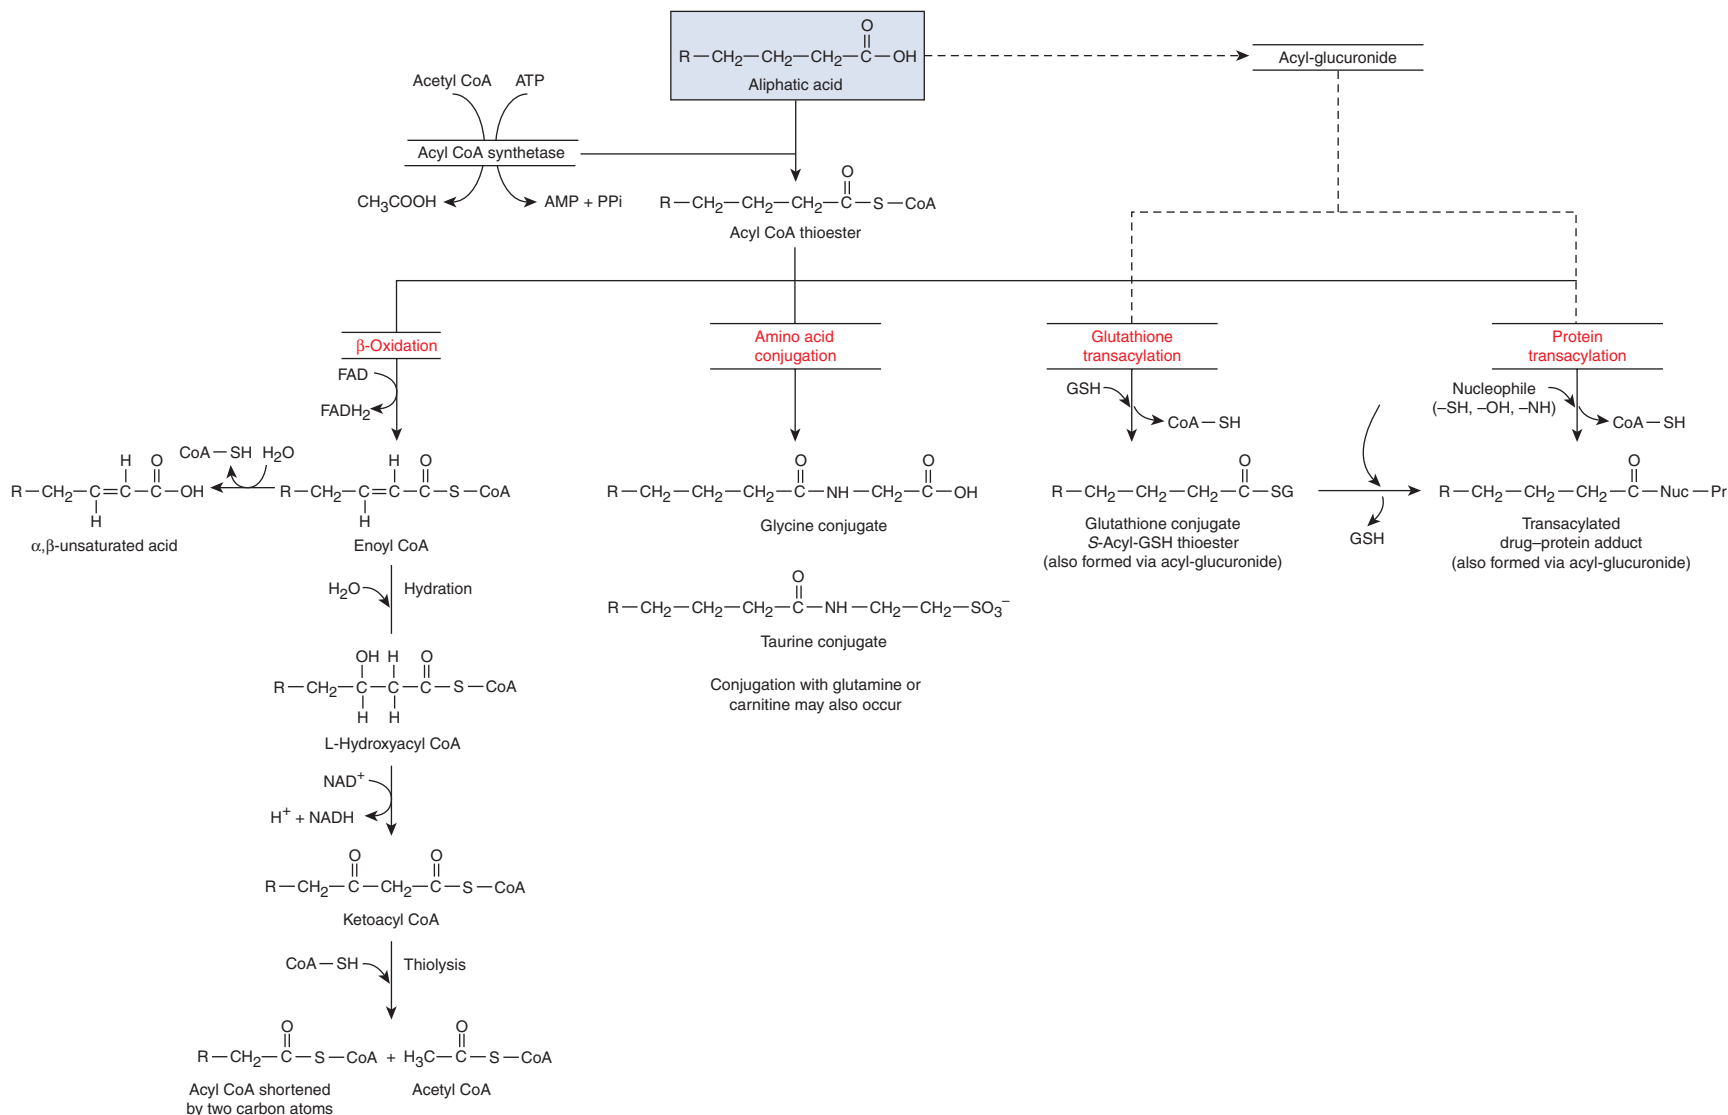 R—CH₂—CH₂—CH₂—C(=O)—OH
Aliphatic acid
Acyl-glucuronide
Acetyl CoA
ATP
Acyl CoA synthetase
CH₃COOH
AMP + PPi
R—CH₂—CH₂—CH₂—C(=O)—S—CoA
Acyl CoA thioester
β-Oxidation
Amino acid
conjugation
Glutathione
transacylation
Protein
transacylation
FAD
FADH₂
GSH
CoA—SH
Nucleophile
(–SH, –OH, –NH)
CoA—SH
CoA—SH
H₂O
R—CH₂—C(H)=C(H)—C(=O)—OH
α,β-unsaturated acid
R—CH₂—C(H)=C(H)—C(=O)—S—CoA
Enoyl CoA
R—CH₂—CH₂—CH₂—C(=O)—NH—CH₂—C(=O)—OH
Glycine conjugate
R—CH₂—CH₂—CH₂—C(=O)—SG
Glutathione conjugate
S-Acyl-GSH thioester
(also formed via acyl-glucuronide)
GSH
R—CH₂—CH₂—CH₂—C(=O)—Nuc—Pr
Transacylated
drug–protein adduct
(also formed via acyl-glucuronide)
H₂O
Hydration
R—CH₂—CH₂—CH₂—C(=O)—NH—CH₂—CH₂—SO₃⁻
Taurine conjugate
Conjugation with glutamine or
carnitine may also occur
R—CH₂—C(OH)(H)—C(H)(H)—C(=O)—S—CoA
L-Hydroxyacyl CoA
NAD⁺
H⁺ + NADH
R—CH₂—C(=O)—CH₂—C(=O)—S—CoA
Ketoacyl CoA
CoA—SH
Thiolysis
R—CH₂—C(=O)—S—CoA + H₃C—C(=O)—S—CoA
Acyl CoA shortened
by two carbon atoms
Acetyl CoA